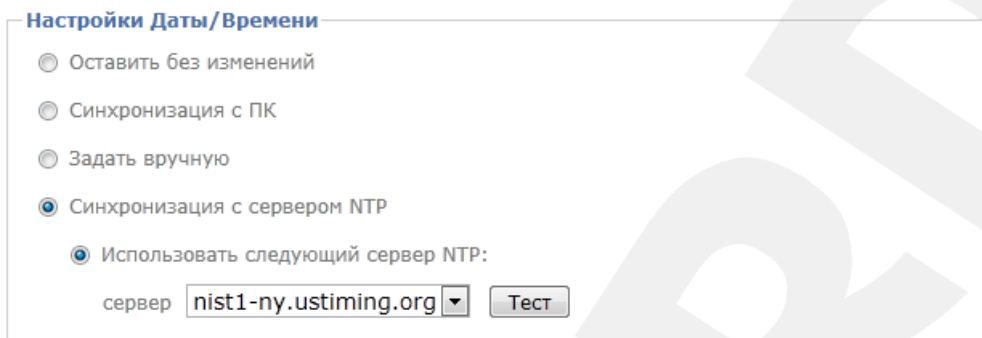 Настройки Даты/Времени
Оставить без изменений
Синхронизация с ПК
Задать вручную
Синхронизация с сервером NTP
Использовать следующий сервер NTP:
сервер nist1-ny.ustiming.org Тест